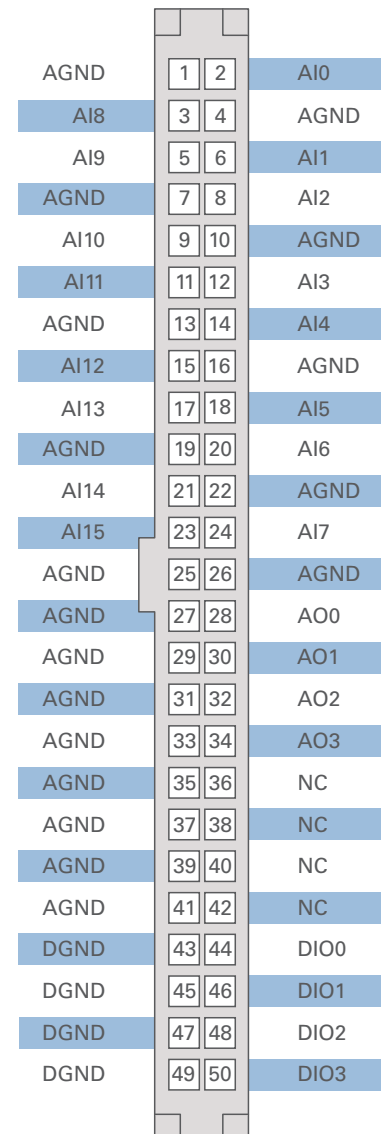 AGND 1 2 AI0
AI8 3 4 AGND
AI9 5 6 AI1
AGND 7 8 AI2
AI10 9 10 AGND
AI11 11 12 AI3
AGND 13 14 AI4
AI12 15 16 AGND
AI13 17 18 AI5
AGND 19 20 AI6
AI14 21 22 AGND
AI15 23 24 AI7
AGND 25 26 AGND
AGND 27 28 AO0
AGND 29 30 AO1
AGND 31 32 AO2
AGND 33 34 AO3
AGND 35 36 NC
AGND 37 38 NC
AGND 39 40 NC
AGND 41 42 NC
DGND 43 44 DIO0
DGND 45 46 DIO1
DGND 47 48 DIO2
DGND 49 50 DIO3